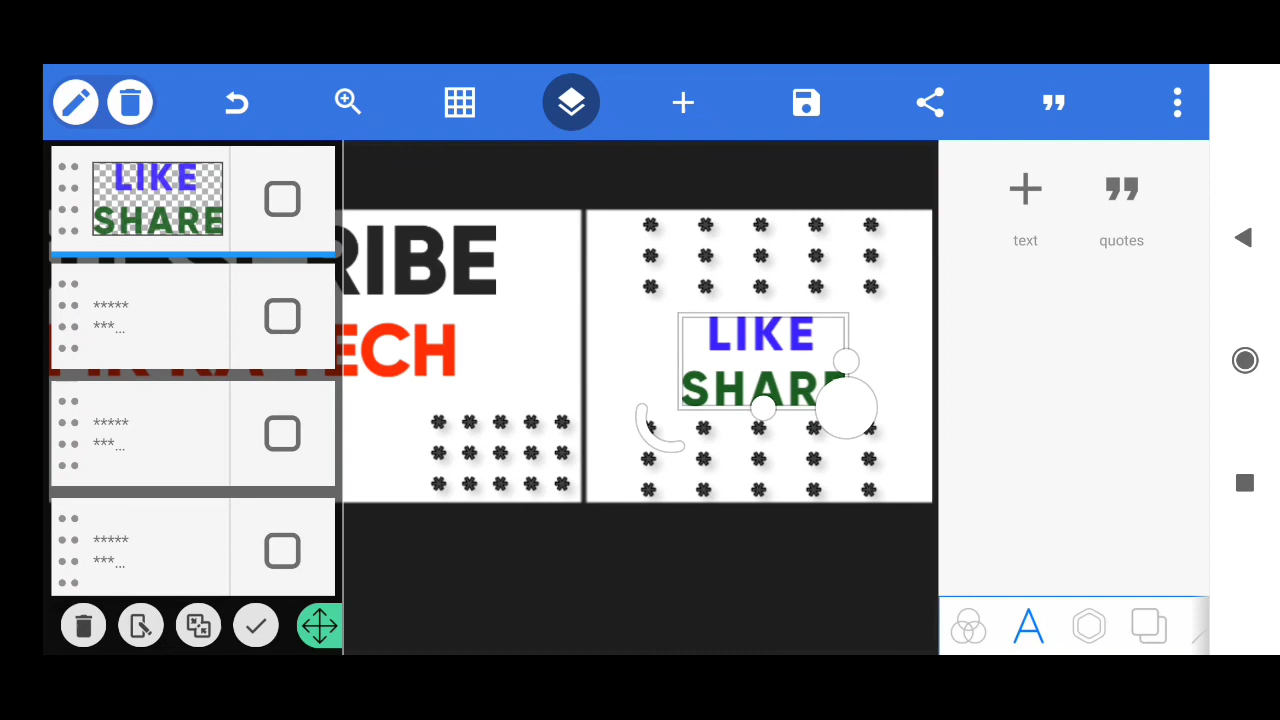 LIKE
SHARE
*****
***...
*****
***...
*****
***...
RIBE
ECH
LIKE
SHARE
text
quotes